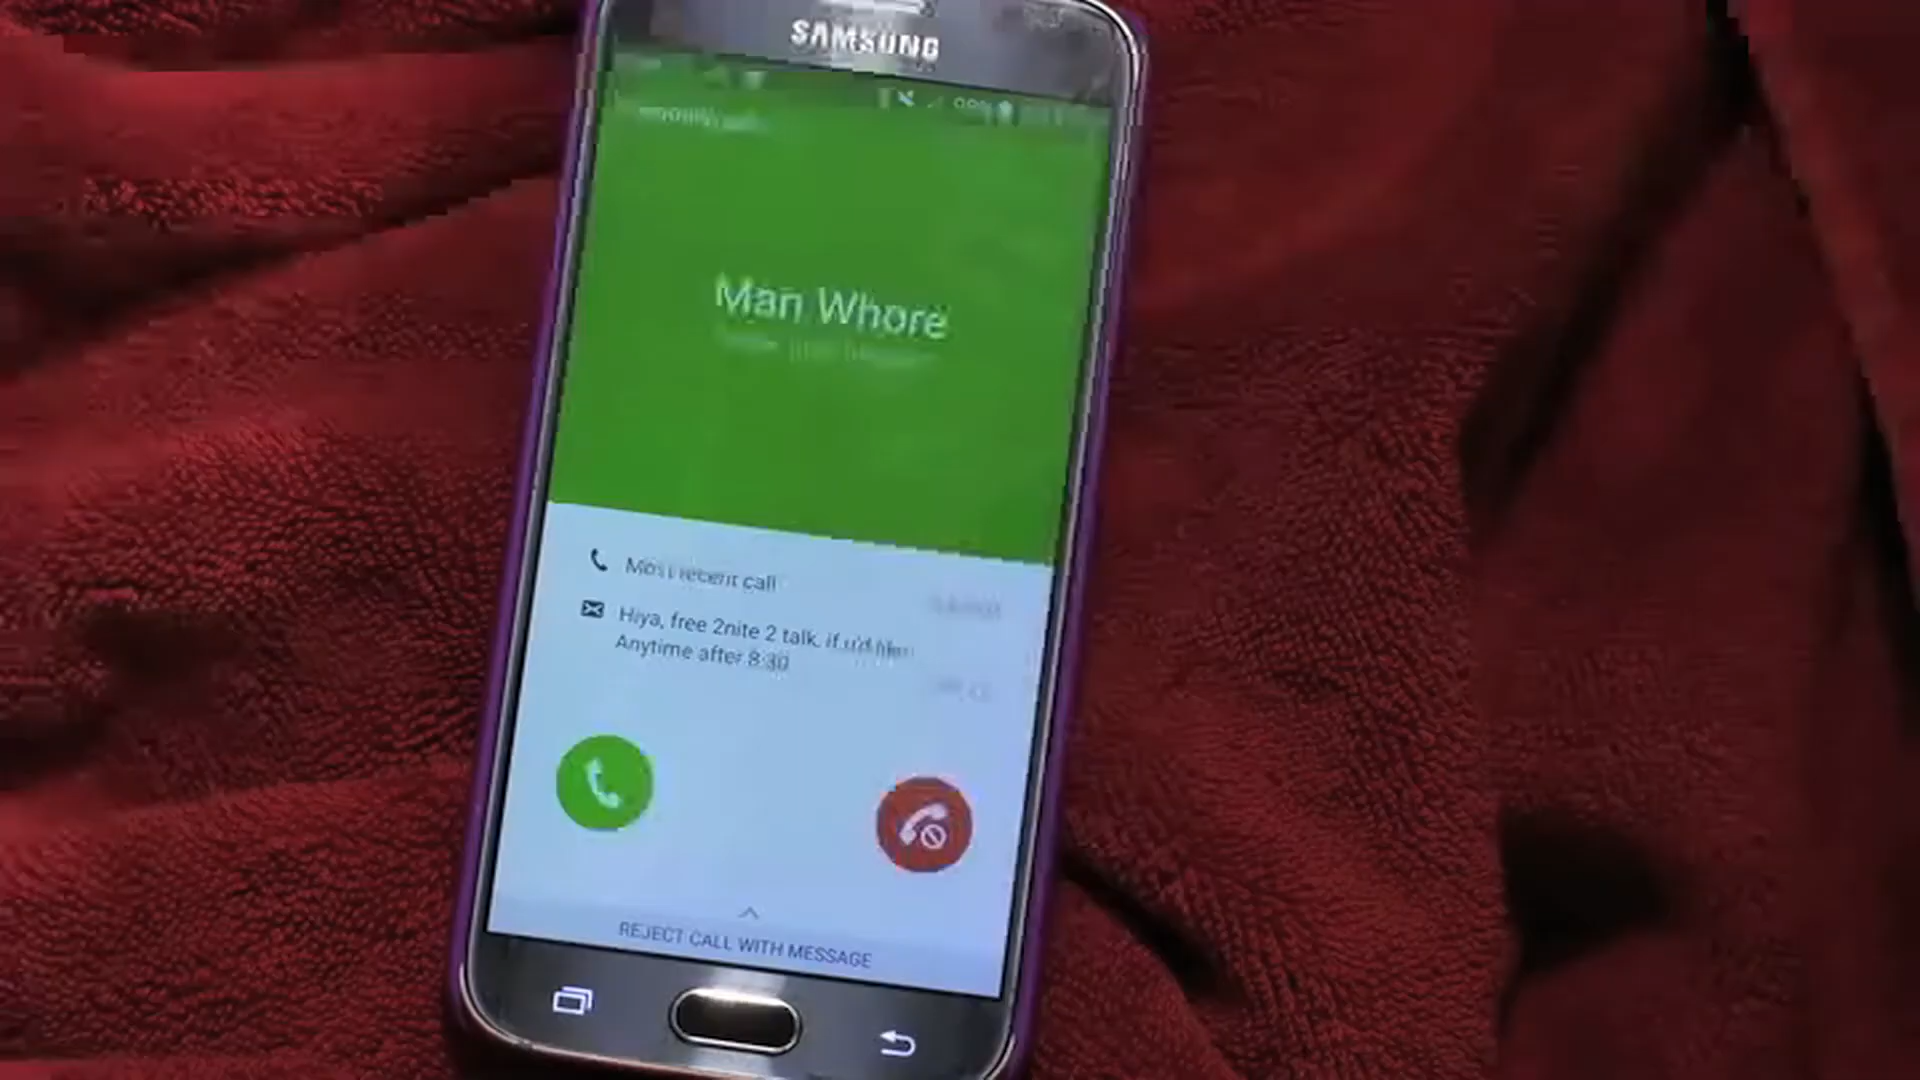 SAMSUNG
Man Whore
Most recent call
Hiya, free 2nite 2 talk, if u'd like
Anytime after 8:30
REJECT CALL WITH MESSAGE